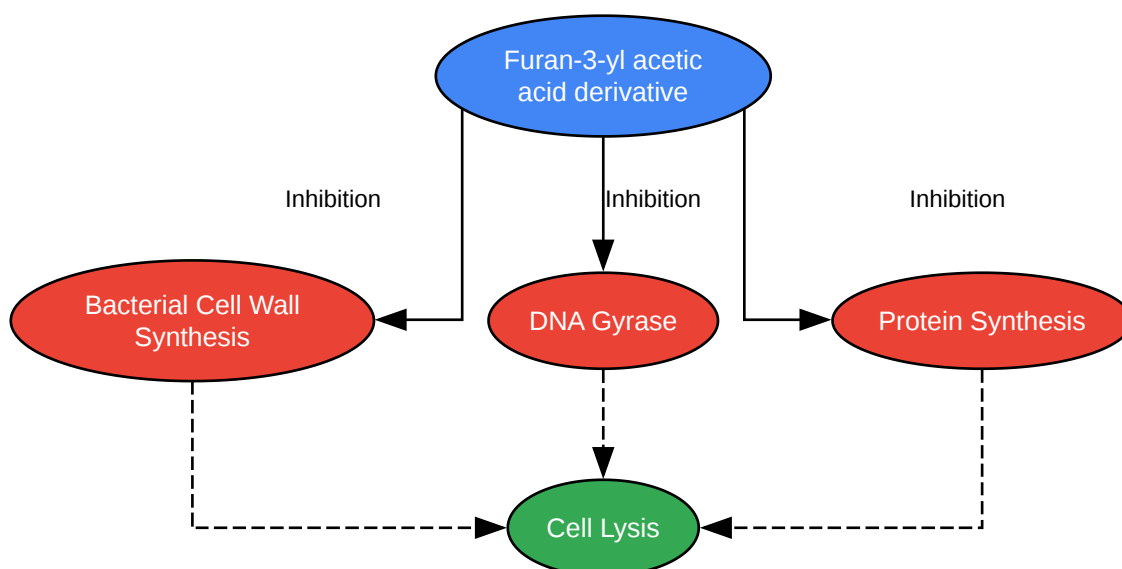 Furan-3-yl acetic
acid derivative
Inhibition
Inhibition
Inhibition
Bacterial Cell Wall
Synthesis
DNA Gyrase
Protein Synthesis
Cell Lysis